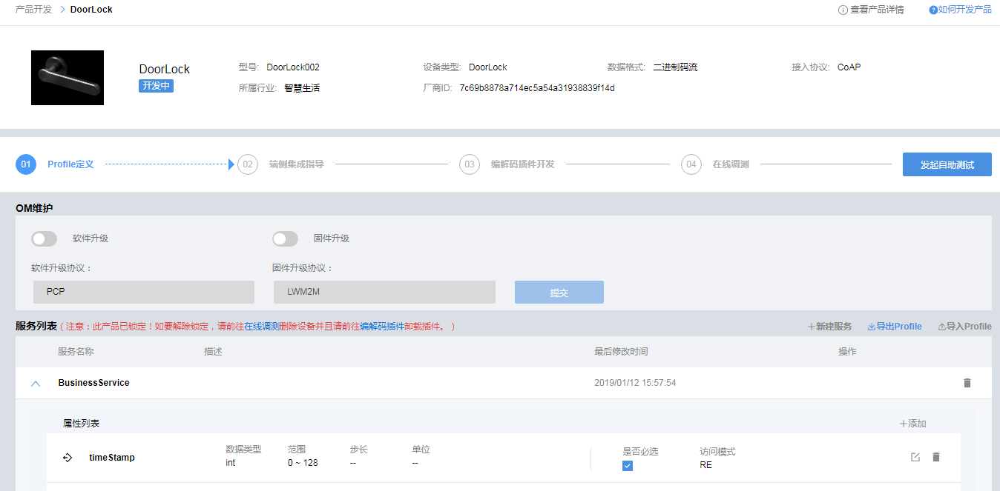 产品开发 > DoorLock
查看产品详情 如何开发产品
DoorLock
开发中
型号: DoorLock002 设备类型: DoorLock 数据格式: 二进制码流 接入协议: CoAP
所属行业: 智慧生活 厂商ID: 7c69b8878a714ec5a54a31938839f14d
01 Profile定义 02 端侧集成指导 03 编解码插件开发 04 在线调测 发起自助测试
OM维护
软件升级 固件升级
软件升级协议： 固件升级协议：
PCP LWM2M 提交
服务列表（注意：此产品已锁定！如要解除锁定，请前往在线调测删除设备并且请前往编解码插件卸载插件。） 新建服务 导出Profile 导入Profile
服务名称 描述 最后修改时间 操作
BusinessService 2019/01/12 15:57:54
属性列表 添加
timeStamp 数据类型 范围 步长 单位 是否必选 访问模式
int 0 ~ 128 -- -- RE